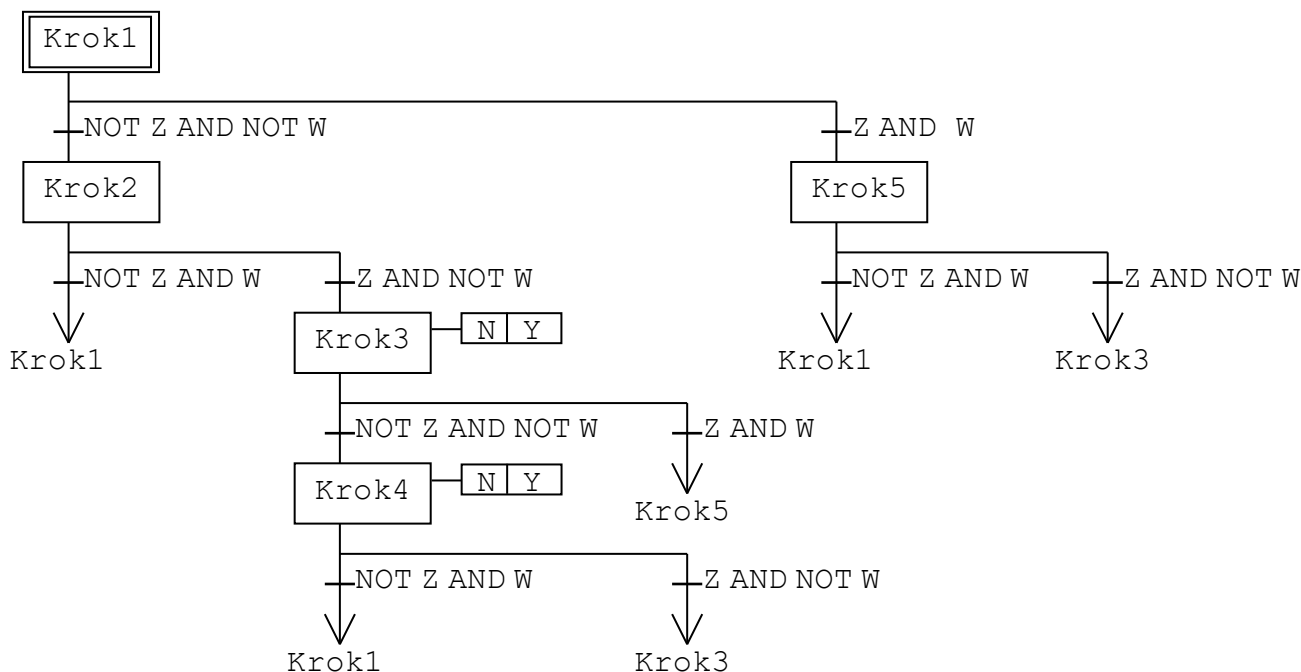 Krok1
NOT Z AND NOT W Z AND W
Krok2 Krok5
NOT Z AND W Z AND NOT W NOT Z AND W Z AND NOT W
Krok3 N Y
Krok1 Krok1 Krok3
NOT Z AND NOT W Z AND W
Krok4 N Y
Krok5
NOT Z AND W Z AND NOT W
Krok1 Krok3